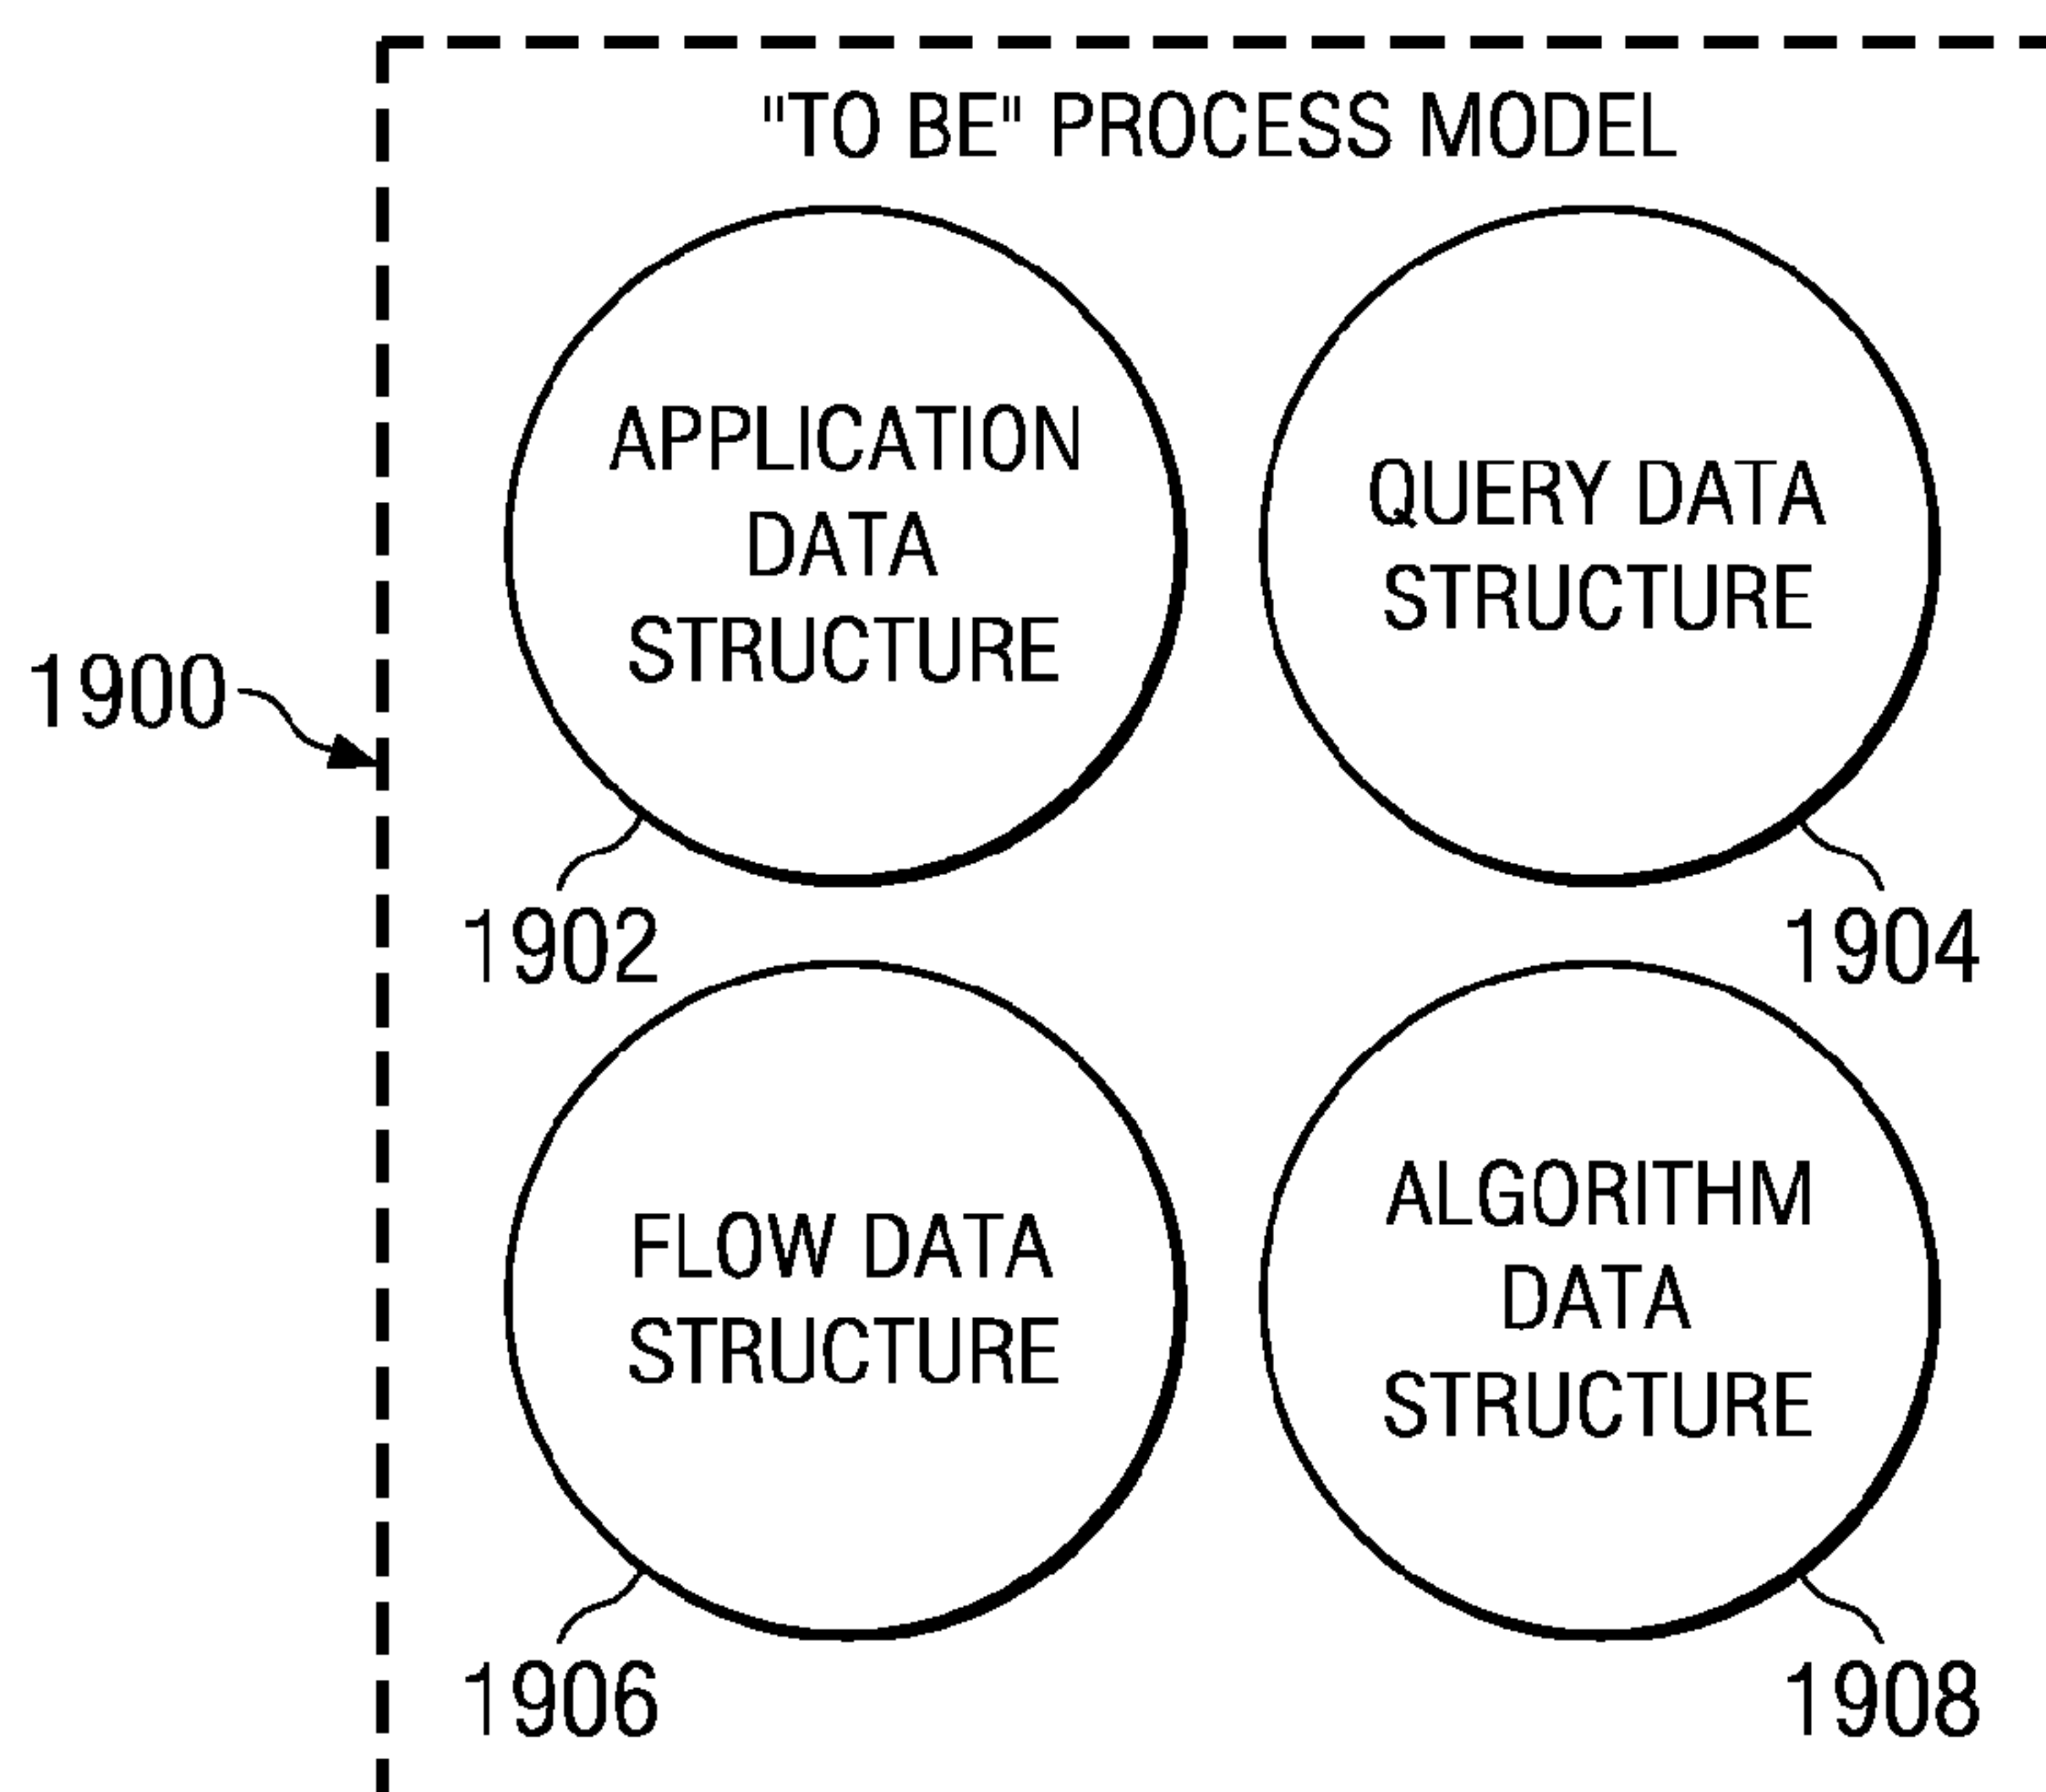 "TO BE" PROCESS MODEL
APPLICATION
DATA
STRUCTURE
QUERY DATA
STRUCTURE
1900
1902
1904
FLOW DATA
STRUCTURE
ALGORITHM
DATA
STRUCTURE
1906
1908